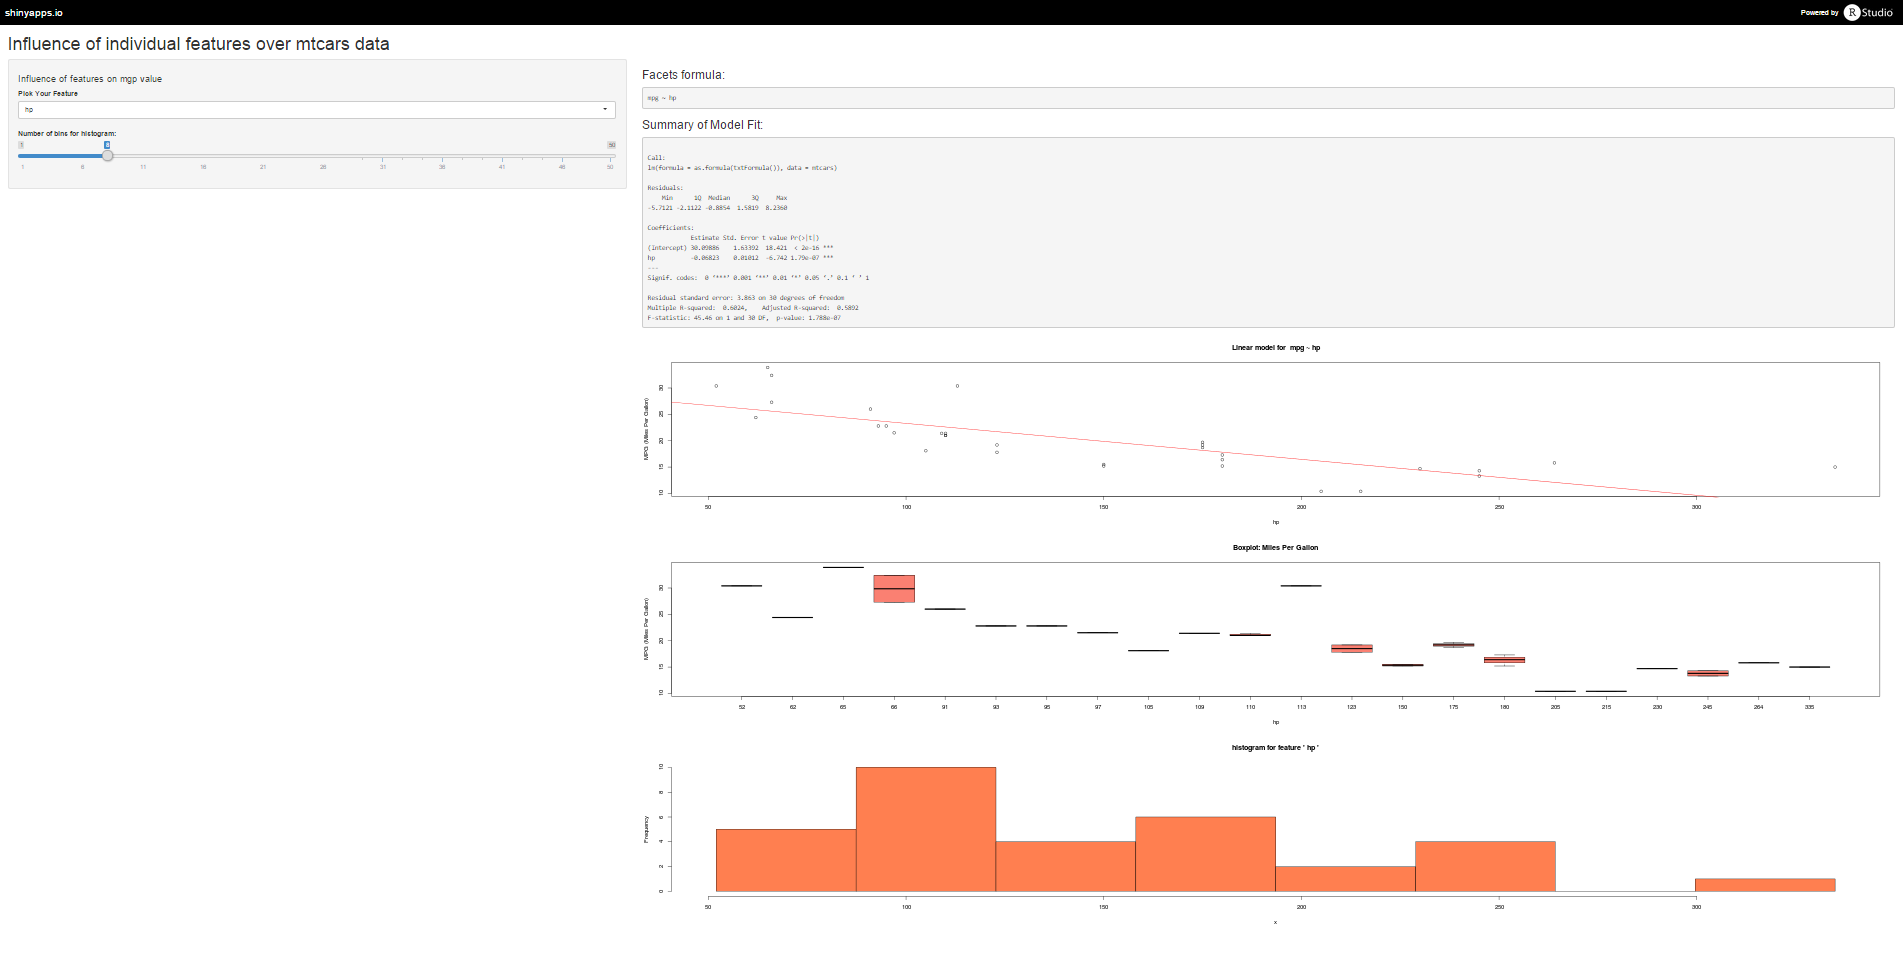 shinyapps.io
Powered by R Studio
Influence of individual features over mtcars data
Influence of features on mgp value
Pick Your Feature
hp
Number of bins for histogram:
1 8 50
1 6 11 16 21 26 31 36 41 46 50
Facets formula:
mpg ~ hp
Summary of Model Fit:
Call:
lm(formula = as.formula(txtFormula()), data = mtcars)
Residuals:
Min 1Q Median 3Q Max
-5.7121 -2.1122 -0.8854 1.5819 8.2360
Coefficients:
Estimate Std. Error t value Pr(>|t|)
(Intercept) 30.09886 1.63392 18.421 < 2e-16 ***
hp -0.06823 0.01012 -6.742 1.79e-07 ***
---
Signif. codes: 0 ‘***’ 0.001 ‘**’ 0.01 ‘*’ 0.05 ‘.’ 0.1 ‘ ’ 1
Residual standard error: 3.863 on 30 degrees of freedom
Multiple R-squared: 0.6024, Adjusted R-squared: 0.5892
F-statistic: 45.46 on 1 and 30 DF, p-value: 1.788e-07
Linear model for mpg ~ hp
MPG (Miles Per Gallon)
30
25
20
15
10
50 100 150 200 250 300
hp
Boxplot: Miles Per Gallon
MPG (Miles Per Gallon)
30
25
20
15
10
52 62 65 66 91 93 95 97 105 109 110 113 123 150 175 180 205 215 230 245 264 335
hp
histogram for feature ' hp '
Frequency
10
8
6
4
2
0
50 100 150 200 250 300
x